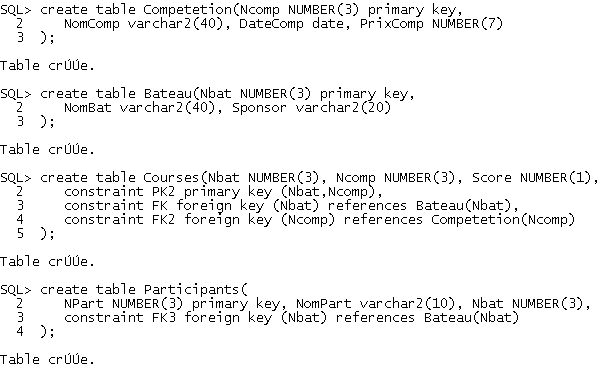 SQL> create table Competetion(Ncomp NUMBER(3) primary key,
  2     NomComp varchar2(40), DateComp date, PrixComp NUMBER(7)
  3  );
Table crÚÚe.
SQL> create table Bateau(Nbat NUMBER(3) primary key,
  2     NomBat varchar2(40), Sponsor varchar2(20)
  3  );
Table crÚÚe.
SQL> create table Courses(Nbat NUMBER(3), Ncomp NUMBER(3), Score NUMBER(1),
  2     constraint PK2 primary key (Nbat,Ncomp),
  3     constraint FK foreign key (Nbat) references Bateau(Nbat),
  4     constraint FK2 foreign key (Ncomp) references Competetion(Ncomp)
  5  );
Table crÚÚe.
SQL> create table Participants(
  2     NPart NUMBER(3) primary key, NomPart varchar2(10), Nbat NUMBER(3),
  3     constraint FK3 foreign key (Nbat) references Bateau(Nbat)
  4  );
Table crÚÚe.